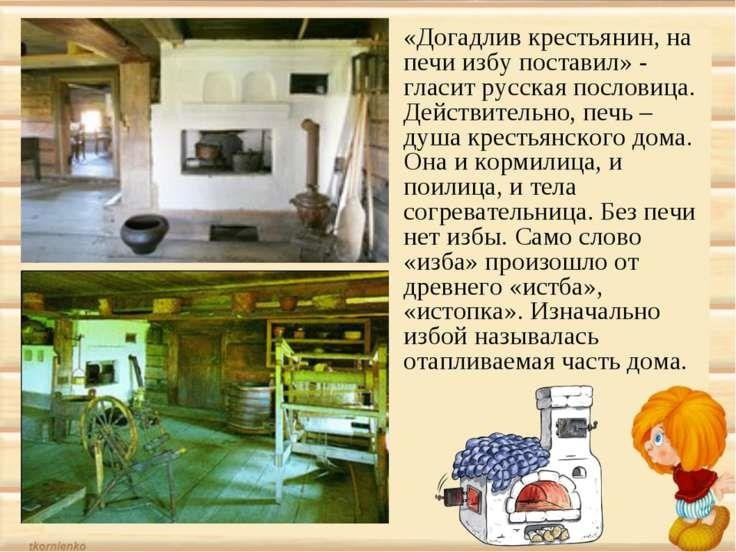 «Догадлив крестьянин, на
печи избу поставил» -
гласит русская пословица.
Действительно, печь –
душа крестьянского дома.
Она и кормилица, и
поилица, и тела
согревательница. Без печи
нет избы. Само слово
«изба» произошло от
древнего «истба»,
«истопка». Изначально
избой называлась
отапливаемая часть дома.
tkornienko